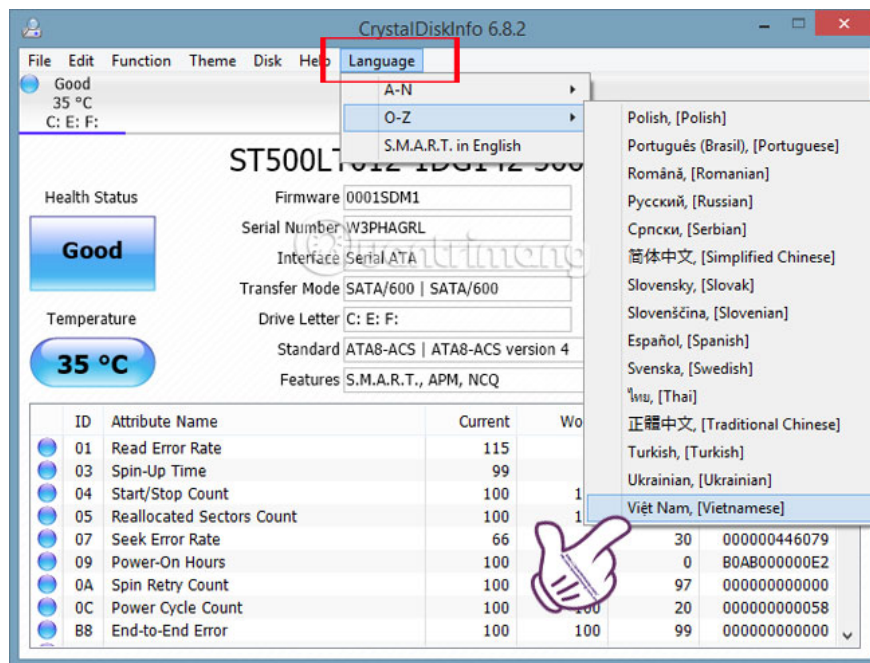 CrystalDiskInfo 6.8.2
File Edit Function Theme Disk Help Language
Good
35 °C
C: E: F:
A-N
O-Z
S.M.A.R.T. in English
Polish, [Polish]
Português (Brasil), [Portuguese]
Română, [Romanian]
Русский, [Russian]
Српски, [Serbian]
简体中文, [Simplified Chinese]
Slovensky, [Slovak]
Slovenščina, [Slovenian]
Español, [Spanish]
Svenska, [Swedish]
ไทย, [Thai]
正體中文, [Traditional Chinese]
Turkish, [Turkish]
Ukrainian, [Ukrainian]
Việt Nam, [Vietnamese]
Health Status
Good
Temperature
35 °C
Firmware 0001SDM1
Serial Number W3PHAGRL
Interface Serial ATA
Transfer Mode SATA/600 | SATA/600
Drive Letter C: E: F:
Standard ATA8-ACS | ATA8-ACS version 4
Features S.M.A.R.T., APM, NCQ
Quantrimang
ID Attribute Name Current
01 Read Error Rate 115
03 Spin-Up Time 99
04 Start/Stop Count 100
05 Reallocated Sectors Count 100
07 Seek Error Rate 66 30 000000446079
09 Power-On Hours 100 0 B0AB000000E2
0A Spin Retry Count 100 97 000000000000
0C Power Cycle Count 100 100 20 000000000058
B8 End-to-End Error 100 100 99 000000000000